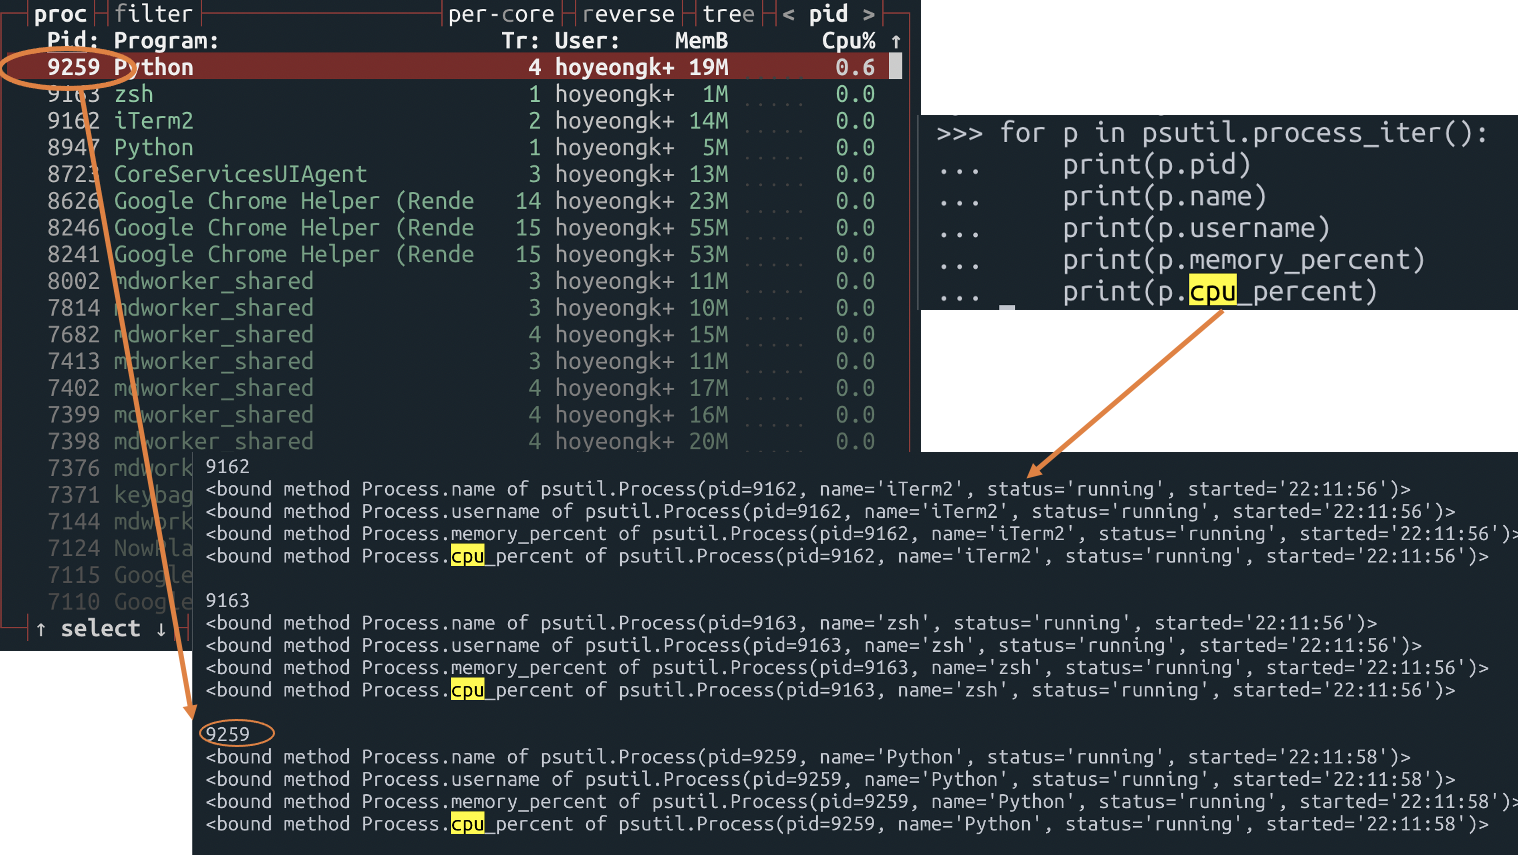 proc filter per-core reverse tree < pid >
Pid: Program: Tr: User: MemB Cpu% ↑
9259 Python 4 hoyeongk+ 19M 0.6
9163 zsh 1 hoyeongk+ 1M ..... 0.0
9162 iTerm2 2 hoyeongk+ 14M ..... 0.0
8947 Python 1 hoyeongk+ 5M ..... 0.0
8723 CoreServicesUIAgent 3 hoyeongk+ 13M ..... 0.0
8626 Google Chrome Helper (Rende 14 hoyeongk+ 23M ..... 0.0
8246 Google Chrome Helper (Rende 15 hoyeongk+ 55M ..... 0.0
8241 Google Chrome Helper (Rende 15 hoyeongk+ 53M ..... 0.0
8002 mdworker_shared 3 hoyeongk+ 11M ..... 0.0
7814 mdworker_shared 3 hoyeongk+ 10M ..... 0.0
7682 mdworker_shared 4 hoyeongk+ 15M ..... 0.0
7413 mdworker_shared 3 hoyeongk+ 11M ..... 0.0
7402 mdworker_shared 4 hoyeongk+ 17M ..... 0.0
7399 mdworker_shared 4 hoyeongk+ 16M ..... 0.0
7398 mdworker_shared 4 hoyeongk+ 20M ..... 0.0
7376 mdwork
7371 keybag
7144 mdwork
7124 NowPla
7115 Google
7110 Google
↑ select ↓
>>> for p in psutil.process_iter():
... print(p.pid)
... print(p.name)
... print(p.username)
... print(p.memory_percent)
... print(p.cpu_percent)
9162
<bound method Process.name of psutil.Process(pid=9162, name='iTerm2', status='running', started='22:11:56')>
<bound method Process.username of psutil.Process(pid=9162, name='iTerm2', status='running', started='22:11:56')>
<bound method Process.memory_percent of psutil.Process(pid=9162, name='iTerm2', status='running', started='22:11:56')>
<bound method Process.cpu_percent of psutil.Process(pid=9162, name='iTerm2', status='running', started='22:11:56')>
9163
<bound method Process.name of psutil.Process(pid=9163, name='zsh', status='running', started='22:11:56')>
<bound method Process.username of psutil.Process(pid=9163, name='zsh', status='running', started='22:11:56')>
<bound method Process.memory_percent of psutil.Process(pid=9163, name='zsh', status='running', started='22:11:56')>
<bound method Process.cpu_percent of psutil.Process(pid=9163, name='zsh', status='running', started='22:11:56')>
9259
<bound method Process.name of psutil.Process(pid=9259, name='Python', status='running', started='22:11:58')>
<bound method Process.username of psutil.Process(pid=9259, name='Python', status='running', started='22:11:58')>
<bound method Process.memory_percent of psutil.Process(pid=9259, name='Python', status='running', started='22:11:58')>
<bound method Process.cpu_percent of psutil.Process(pid=9259, name='Python', status='running', started='22:11:58')>